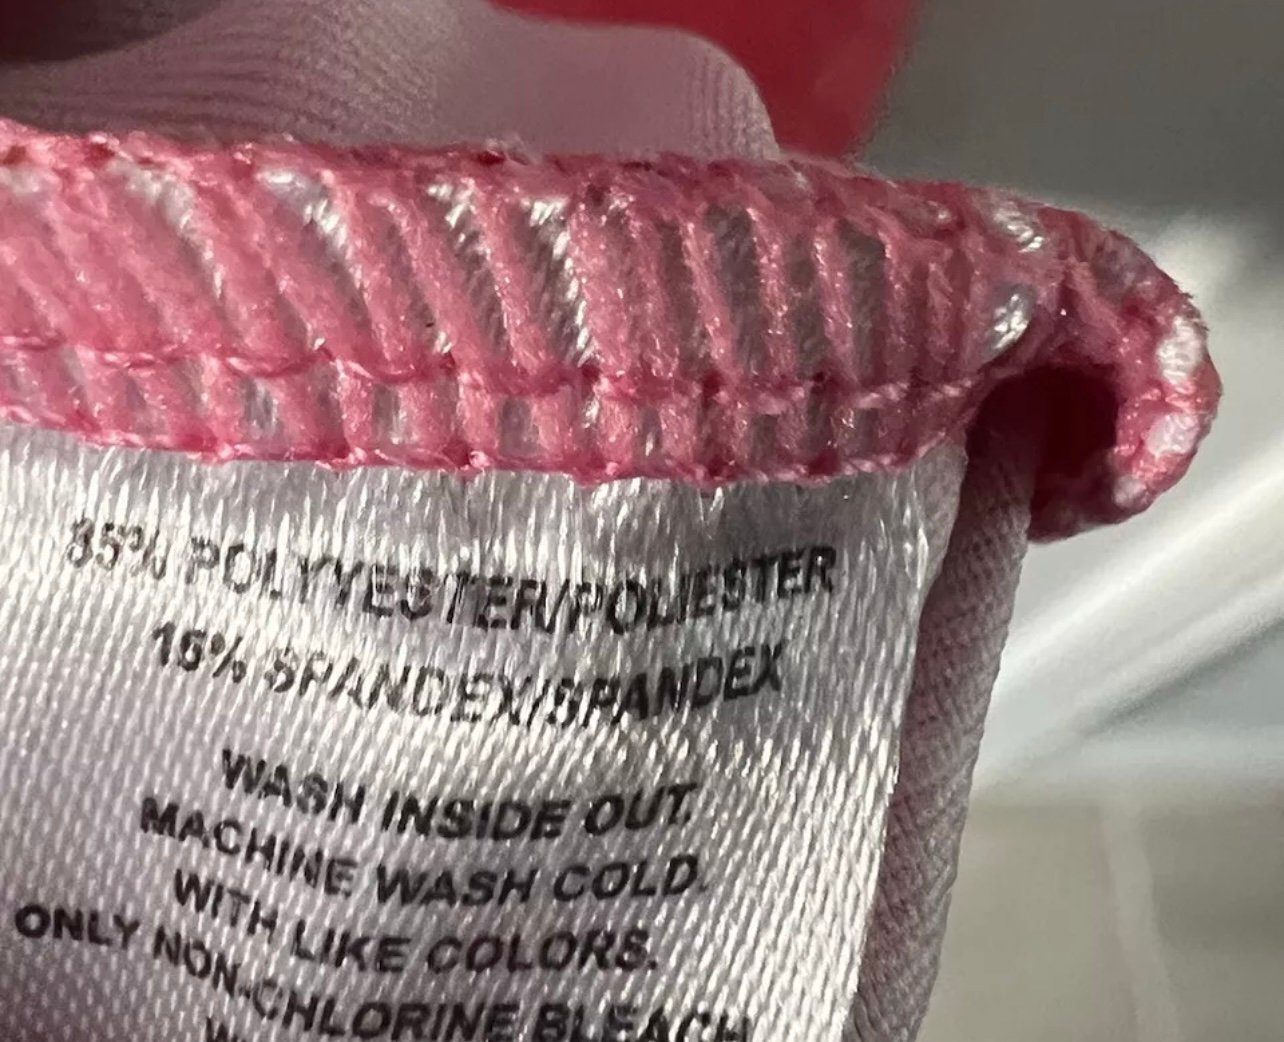 85% POLYYESTER/POLIESTER
15% SPANDEX/SPANDEX
WASH INSIDE OUT.
MACHINE WASH COLD.
WITH LIKE COLORS.
ONLY NON-CHLORINE BLEACH